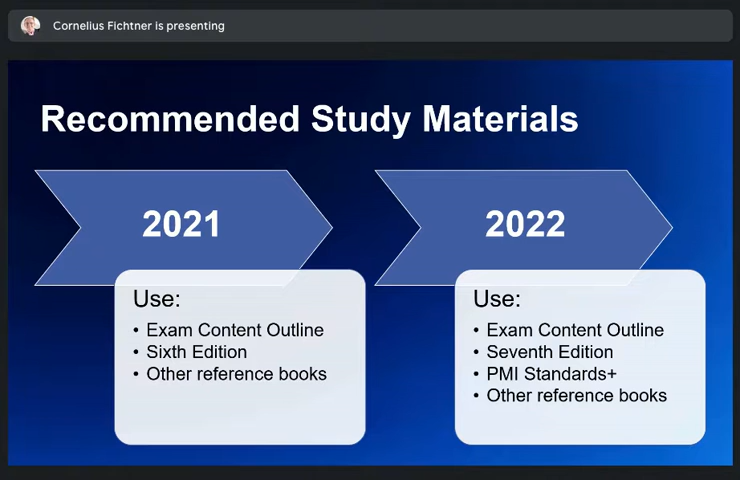 Cornelius Fichtner is presenting
Recommended Study Materials
2021
2022
Use:
• Exam Content Outline
• Sixth Edition
• Other reference books
Use:
• Exam Content Outline
• Seventh Edition
• PMI Standards+
• Other reference books